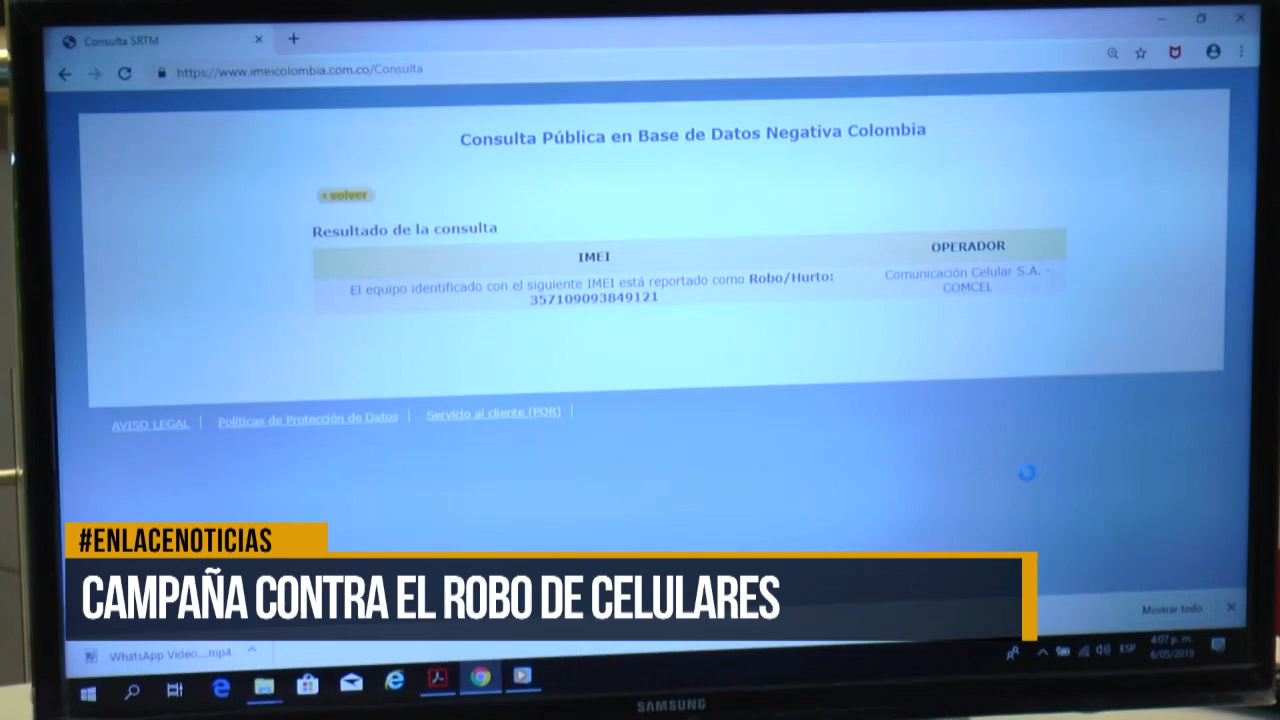 Consulta SRTM
https://www.imeicolombia.com.co/Consulta
Consulta Pública en Base de Datos Negativa Colombia
‹ volver
Resultado de la consulta
IMEI
OPERADOR
El equipo identificado con el siguiente IMEI está reportado como Robo/Hurto:
357109093849121
Comunicación Celular S.A. -
COMCEL
AVISO LEGAL | Políticas de Protección de Datos | Servicio al cliente (PQR) |
#ENLACENOTICIAS
CAMPAÑA CONTRA EL ROBO DE CELULARES
Mostrar todo
WhatsApp Video....mp4
ESP
4:07 p. m.
6/05/2019
SAMSUNG